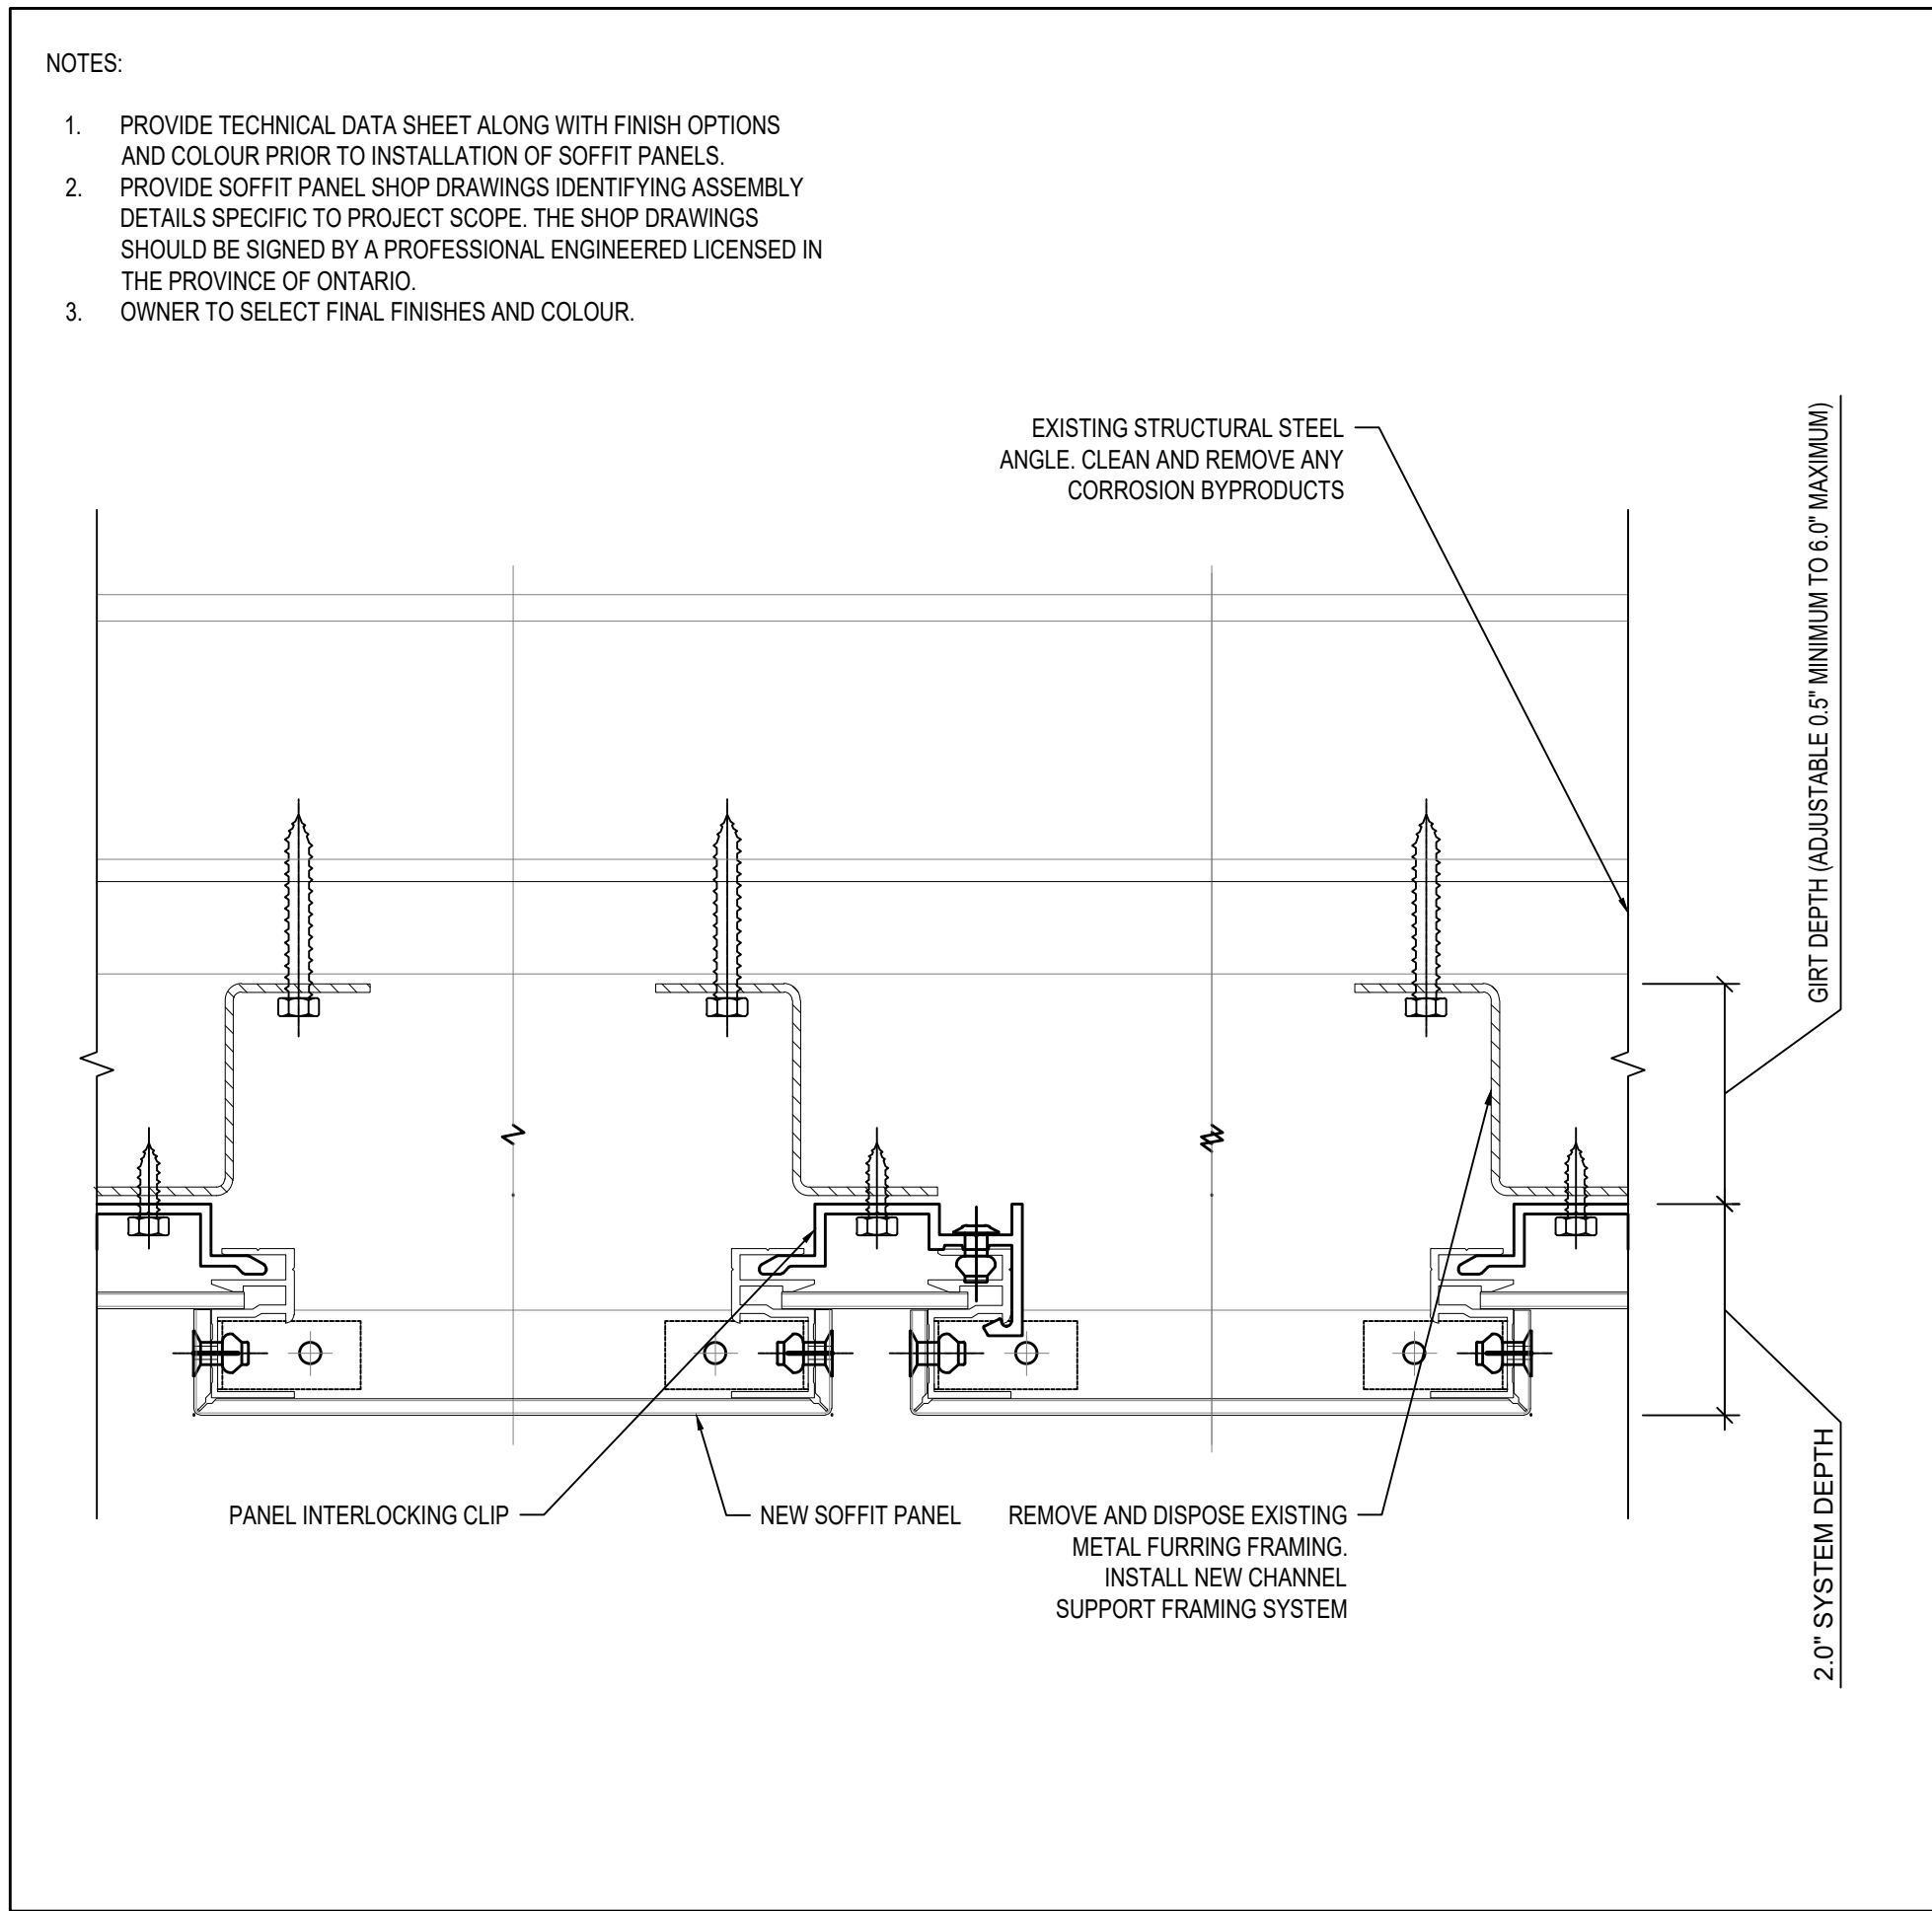 NOTES:
1. PROVIDE TECHNICAL DATA SHEET ALONG WITH FINISH OPTIONS
AND COLOUR PRIOR TO INSTALLATION OF SOFFIT PANELS.
2. PROVIDE SOFFIT PANEL SHOP DRAWINGS IDENTIFYING ASSEMBLY
DETAILS SPECIFIC TO PROJECT SCOPE. THE SHOP DRAWINGS
SHOULD BE SIGNED BY A PROFESSIONAL ENGINEERED LICENSED IN
THE PROVINCE OF ONTARIO.
3. OWNER TO SELECT FINAL FINISHES AND COLOUR.
EXISTING STRUCTURAL STEEL
ANGLE. CLEAN AND REMOVE ANY
CORROSION BYPRODUCTS
GIRT DEPTH (ADJUSTABLE 0.5" MINIMUM TO 6.0" MAXIMUM)
PANEL INTERLOCKING CLIP
NEW SOFFIT PANEL
REMOVE AND DISPOSE EXISTING
METAL FURRING FRAMING.
INSTALL NEW CHANNEL
SUPPORT FRAMING SYSTEM
2.0" SYSTEM DEPTH